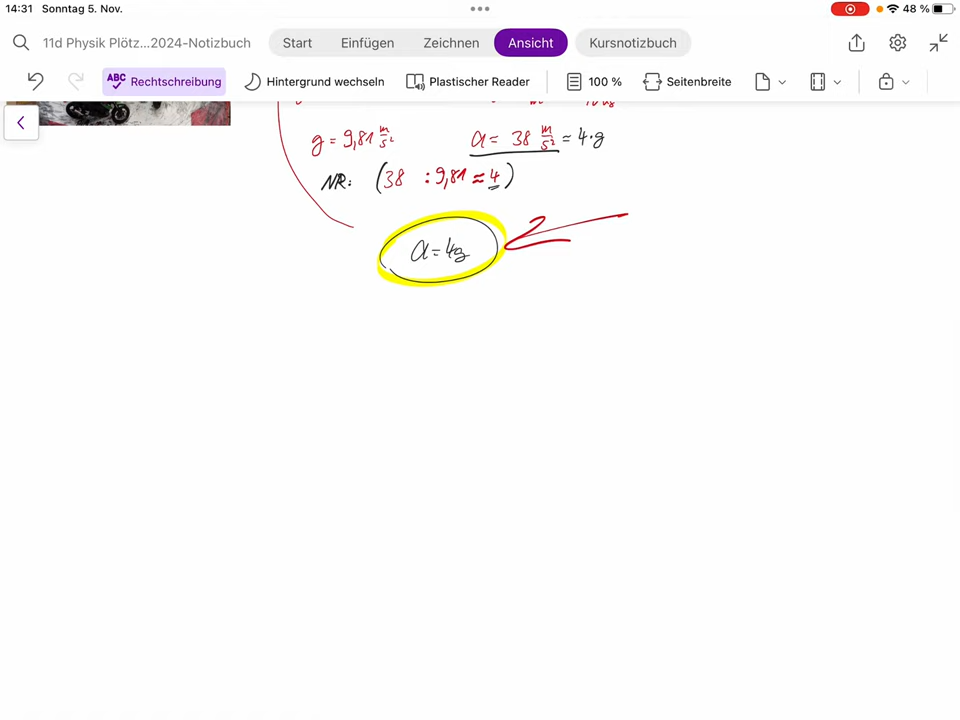 14:31 Sonntag 5. Nov. 48 %
11d Physik Plötz...2024-Notizbuch Start Einfügen Zeichnen Ansicht Kursnotizbuch
ABC Rechtschreibung Hintergrund wechseln Plastischer Reader 100 % Seitenbreite
g = 9,81 m/s² a = 38 m/s² = 4·g
NR: (38 : 9,81 ≈ 4)
a = 4g